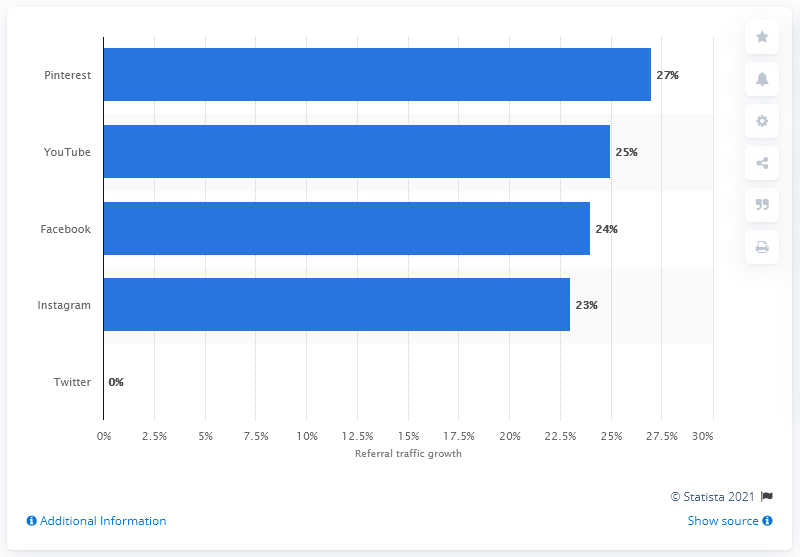 Pinterest 27%
YouTube 25%
Facebook 24%
Instagram 23%
Twitter 0%
0% 2.5% 5% 7.5% 10% 12.5% 15% 17.5% 20% 22.5% 25% 27.5% 30%
Referral traffic growth
© Statista 2021
Additional Information Show source